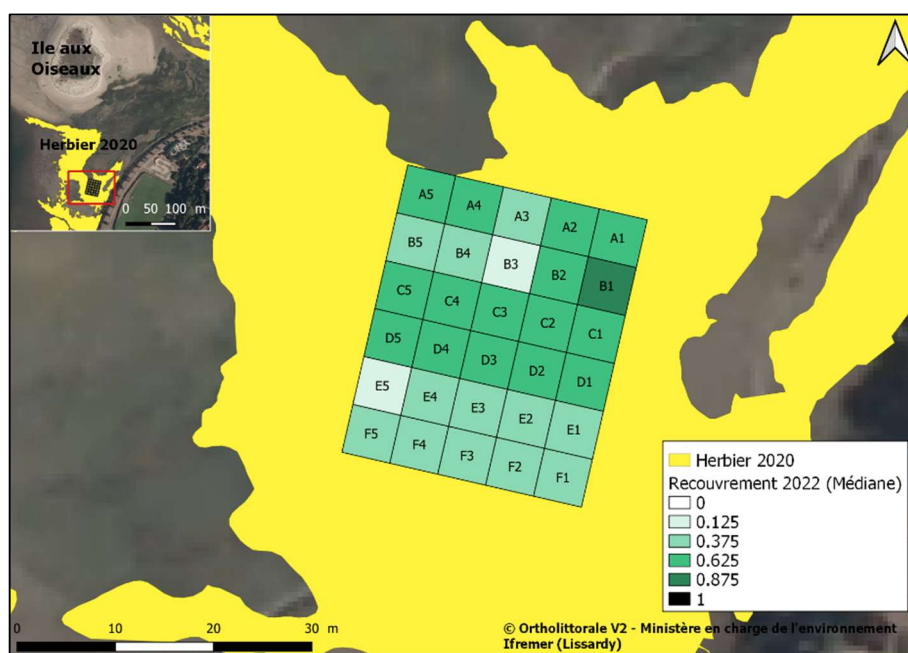 Ile aux
Oiseaux
Herbier 2020
0 50 100 m
A5 A4 A3 A2 A1
B5 B4 B3 B2 B1
C5 C4 C3 C2 C1
D5 D4 D3 D2 D1
E5 E4 E3 E2 E1
F5 F4 F3 F2 F1
Herbier 2020
Recouvrement 2022 (Médiane)
0
0.125
0.375
0.625
0.875
1
0 10 20 30 m
© Ortholittorale V2 - Ministère en charge de l'environnement
Ifremer (Lissardy)